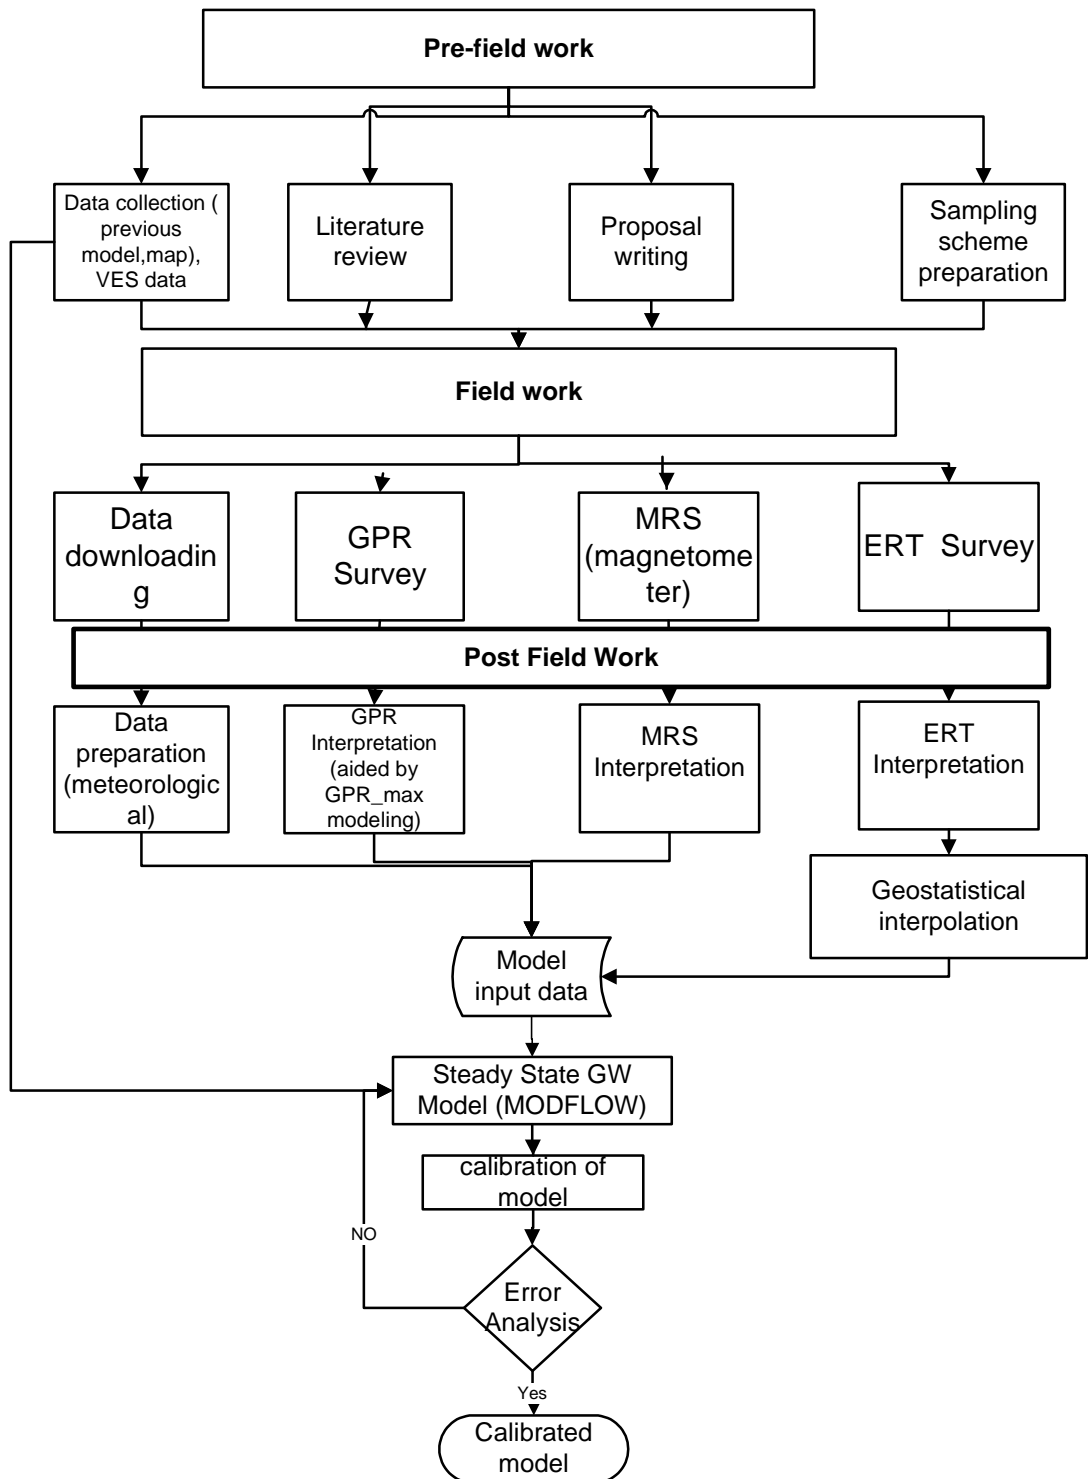 Pre-field work
Data collection (
previous
model,map),
VES data
Literature
review
Proposal
writing
Sampling
scheme
preparation
Field work
Data
downloadin
g
GPR
Survey
MRS
(magnetome
ter)
ERT Survey
Post Field Work
Data
preparation
(meteorologic
al)
GPR
Interpretation
(aided by
GPR_max
modeling)
MRS
Interpretation
ERT
Interpretation
Geostatistical
interpolation
Model
input data
Steady State GW
Model (MODFLOW)
calibration of
model
NO
Error
Analysis
Yes
Calibrated
model